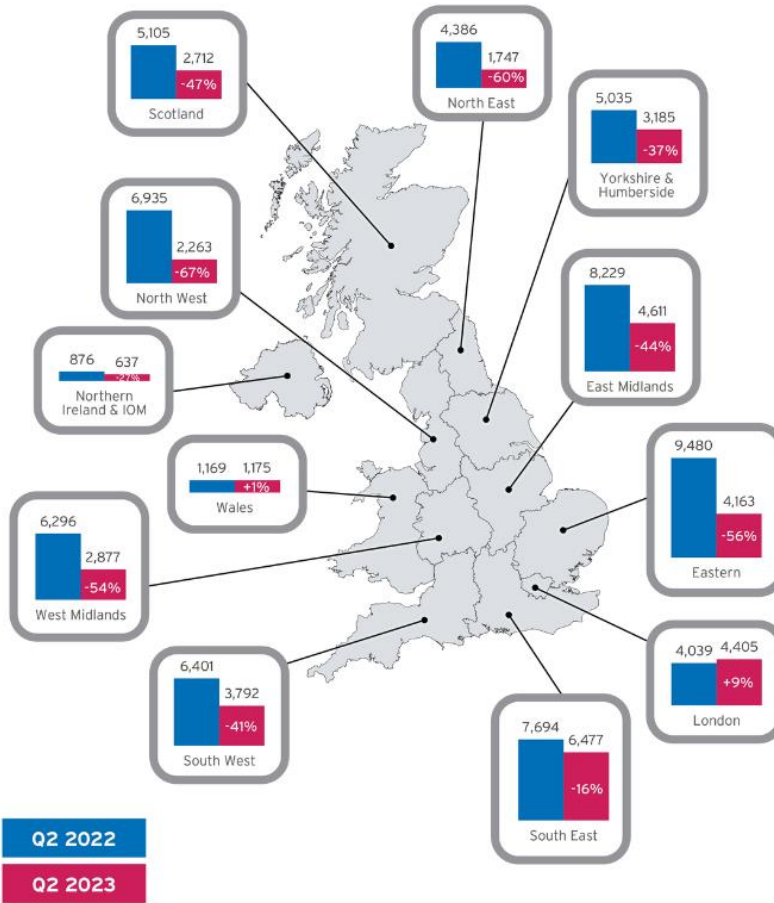 5,105
2,712
-47%
Scotland
4,386
1,747
-60%
North East
5,035
3,185
-37%
Yorkshire &
Humberside
6,935
2,263
-67%
North West
8,229
4,611
-44%
East Midlands
876
637
-27%
Northern
Ireland & IOM
1,169
1,175
+1%
Wales
9,480
4,163
-56%
Eastern
6,296
2,877
-54%
West Midlands
4,039
4,405
+9%
London
6,401
3,792
-41%
South West
7,694
6,477
-16%
South East
Q2 2022
Q2 2023